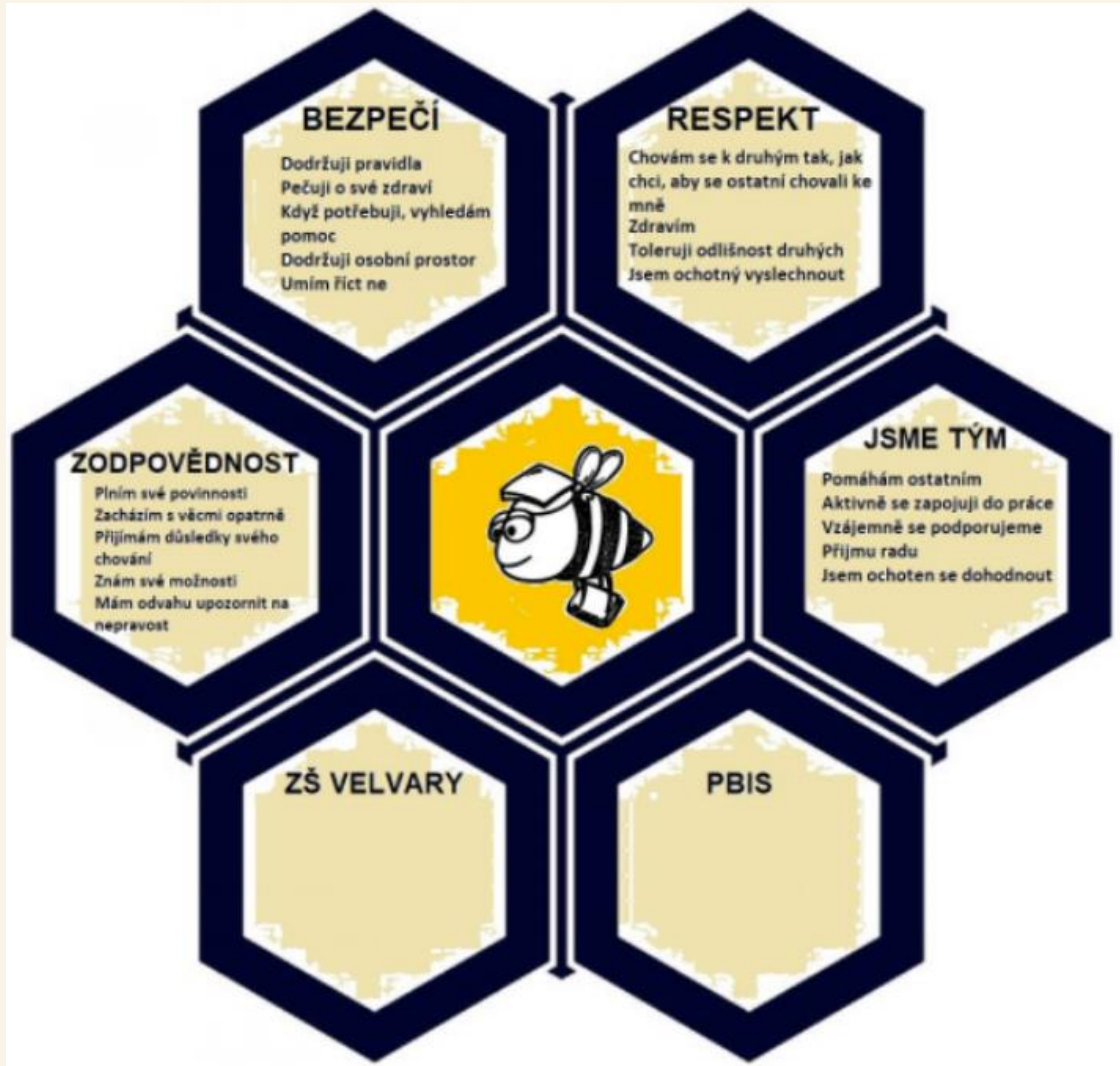 BEZPEČÍ
Dodržuji pravidla
Pečuji o své zdraví
Když potřebuji, vyhledám
pomoc
Dodržuji osobní prostor
Umím říct ne
RESPEKT
Chovám se k druhým tak, jak
chci, aby se ostatní chovali ke
mně
Zdravím
Toleruji odlišnost druhých
Jsem ochotný vyslechnout
ZODPOVĚDNOST
Plním své povinnosti
Zacházím s věcmi opatrně
Přijímám důsledky svého
chování
Znám své možnosti
Mám odvahu upozornit na
nepravost
JSME TÝM
Pomáhám ostatním
Aktivně se zapojuji do práce
Vzájemně se podporujeme
Přijmu radu
Jsem ochoten se dohodnout
ZŠ VELVARY
PBIS